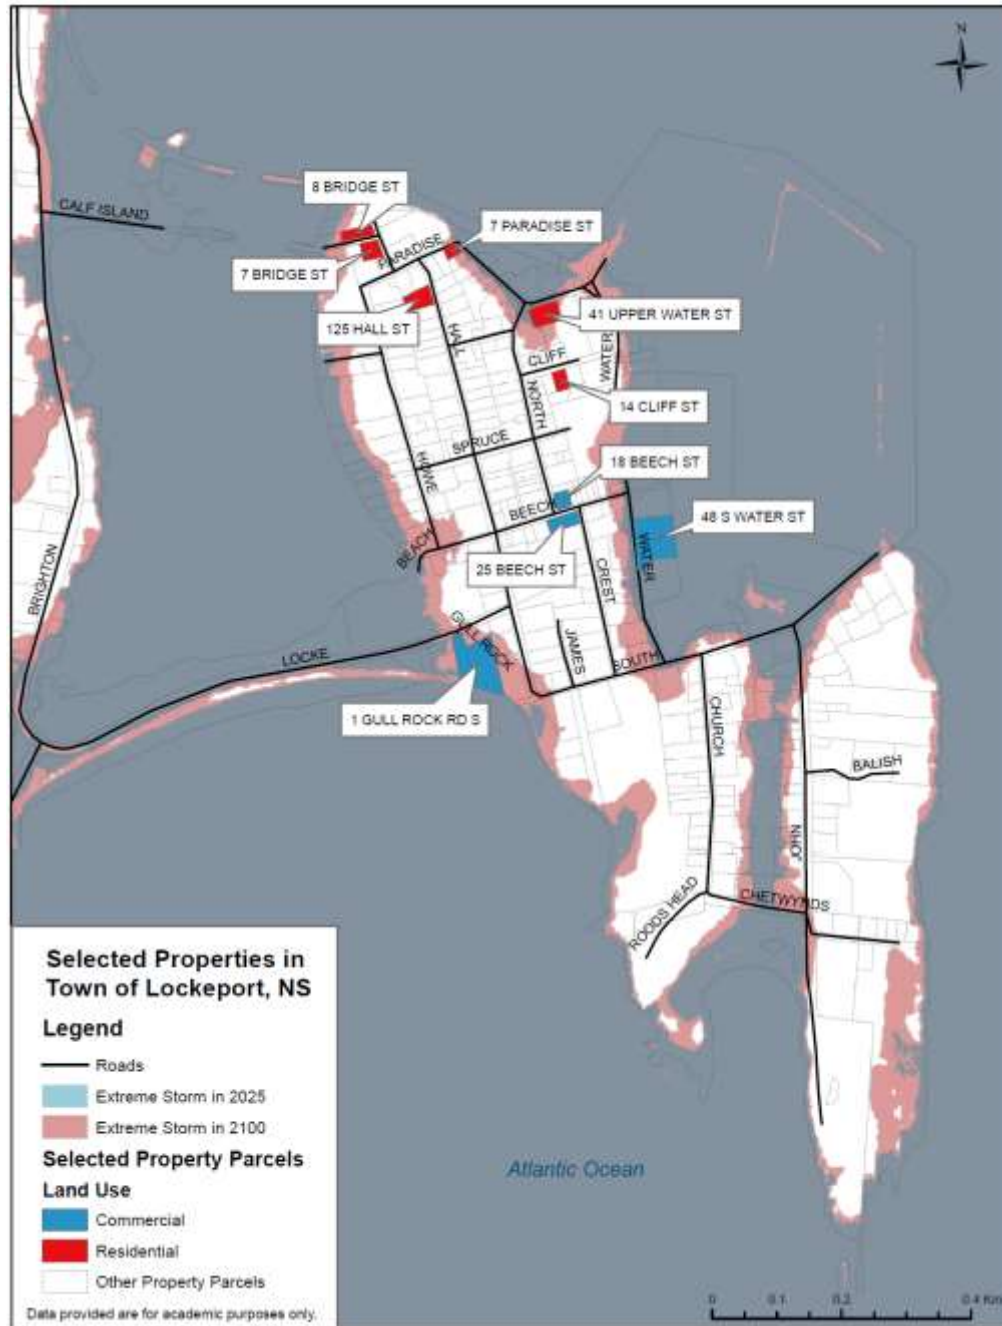 N
CALF ISLAND
8 BRIDGE ST
7 PARADISE ST
PARADISE
7 BRIDGE ST
125 HALL ST
41 UPPER WATER ST
HALL
WATER
CLIFF
14 CLIFF ST
NORTH
SPRUCE
HOWE
18 BEECH ST
BEECH
48 S WATER ST
BEACH
WATER
25 BEECH ST
CREST
BRIGHTON
GULL ROCK
LOCKE
JAMES
SOUTH
1 GULL ROCK RD S
CHURCH
BALISH
JOHN
ROODS HEAD
CHETWYNDS
Selected Properties in
Town of Lockeport, NS
Legend
Roads
Extreme Storm in 2025
Extreme Storm in 2100
Selected Property Parcels
Land Use
Commercial
Residential
Other Property Parcels
Data provided are for academic purposes only.
Atlantic Ocean
0 0.1 0.2 0.4